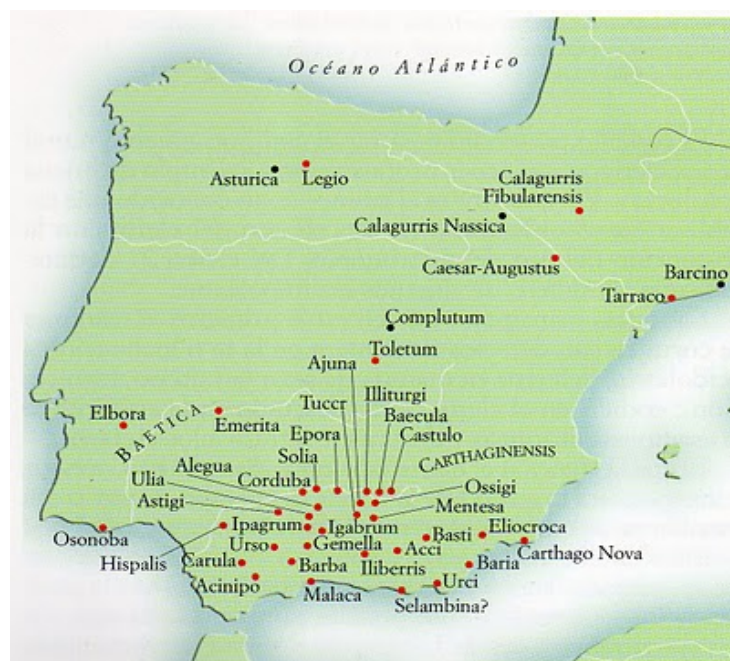 Océano Atlántico
Asturica
Legio
Calagurris
Fibularensis
Calagurris Nassica
Caesar-Augustus
Barcino
Tarraco
Complutum
Toletum
Ajuna
Illiturgi
Tuccr
Baecula
Elbora
Emerita
Epora
Castulo
BAETICA
Solia
CARTHAGINENSIS
Alegua
Corduba
Ulia
Ossigi
Astigi
Mentesa
Ipagrum
Igabrum
Eliocroca
Osonoba
Hispalis
Urso
Gemella
Basti
Acci
Carthago Nova
Carula
Barba
Iliberris
Baria
Acinipo
Urci
Malaca
Selambina?